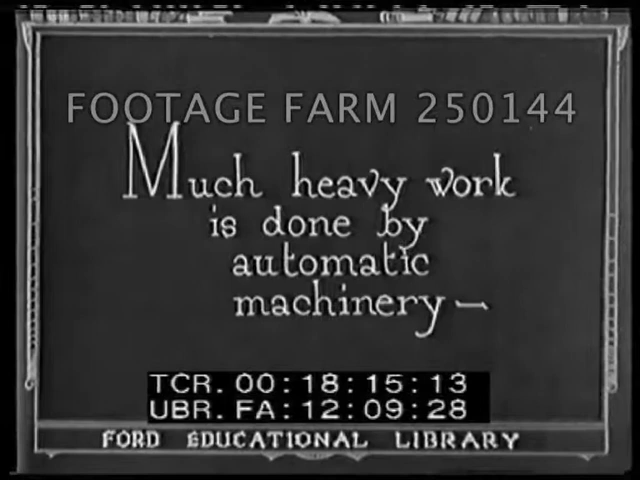 FOOTAGE FARM 250144
Much heavy work
is done by
automatic
machinery—
TCR. 00:18:15:13
UBR. FA:12:09:28
FORD EDUCATIONAL LIBRARY